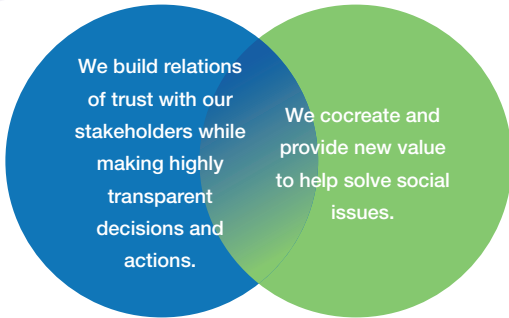 We build relations
of trust with our
stakeholders while
making highly
transparent
decisions and
actions.
We cocreate and
provide new value
to help solve social
issues.